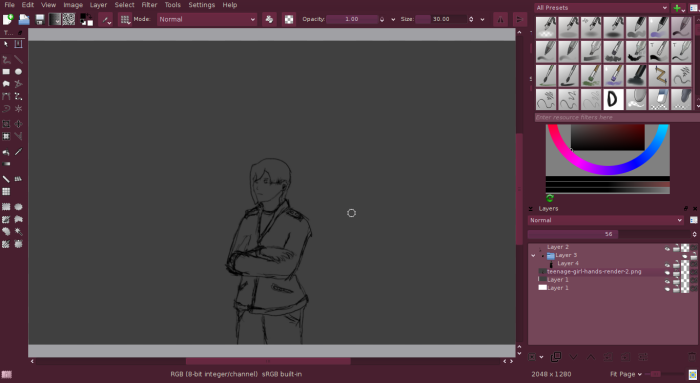 File Edit View Image Layer Select Filter Tools Settings Help
Mode: Normal Opacity: 1.00 Size: 30.00
T...
All Presets
Enter resource filters here
Layers
Normal
56
Layer 2
Layer 3
Layer 4
teenage-girl-hands-render-2.png
Layer 1
Layer 1
RGB (8-bit integer/channel) sRGB built-in
2048 x 1280 Fit Page